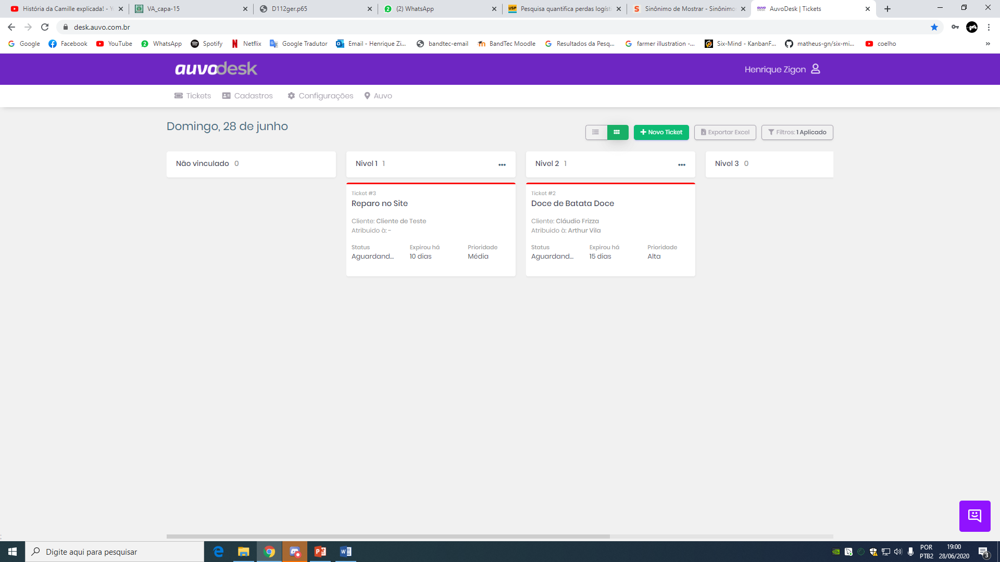 História da Camille explicada! - Y
VA_capa-15
D112ger.p65
(2) WhatsApp
Pesquisa quantifica perdas logíst
Sinônimo de Mostrar - Sinônimo
AuvoDesk | Tickets
desk.auvo.com.br
Google
Facebook
YouTube
WhatsApp
Spotify
Netflix
Google Tradutor
Email - Henrique Zi...
bandtec-email
BandTec Moodle
Resultados da Pesq...
farmer illustration -...
Six-Mind - KanbanF...
matheus-gn/six-mi...
coelho
»
auvodesk
Henrique Zigon
Tickets
Cadastros
Configurações
Auvo
Domingo, 28 de junho
Novo Ticket
Exportar Excel
Filtros: 1 Aplicado
Não vinculado 0
Nivel 1 1
Nivel 2 1
Nivel 3 0
Ticket #3
Reparo no Site
Cliente: Cliente de Teste
Atribuido à: -
Status Expirou há Prioridade
Aguardand... 10 dias Média
Ticket #2
Doce de Batata Doce
Cliente: Cláudio Frizza
Atribuido à: Arthur Vila
Status Expirou há Prioridade
Aguardand... 15 dias Alta
;
Digite aqui para pesquisar
POR
PTB2
19:00
28/06/2020
3